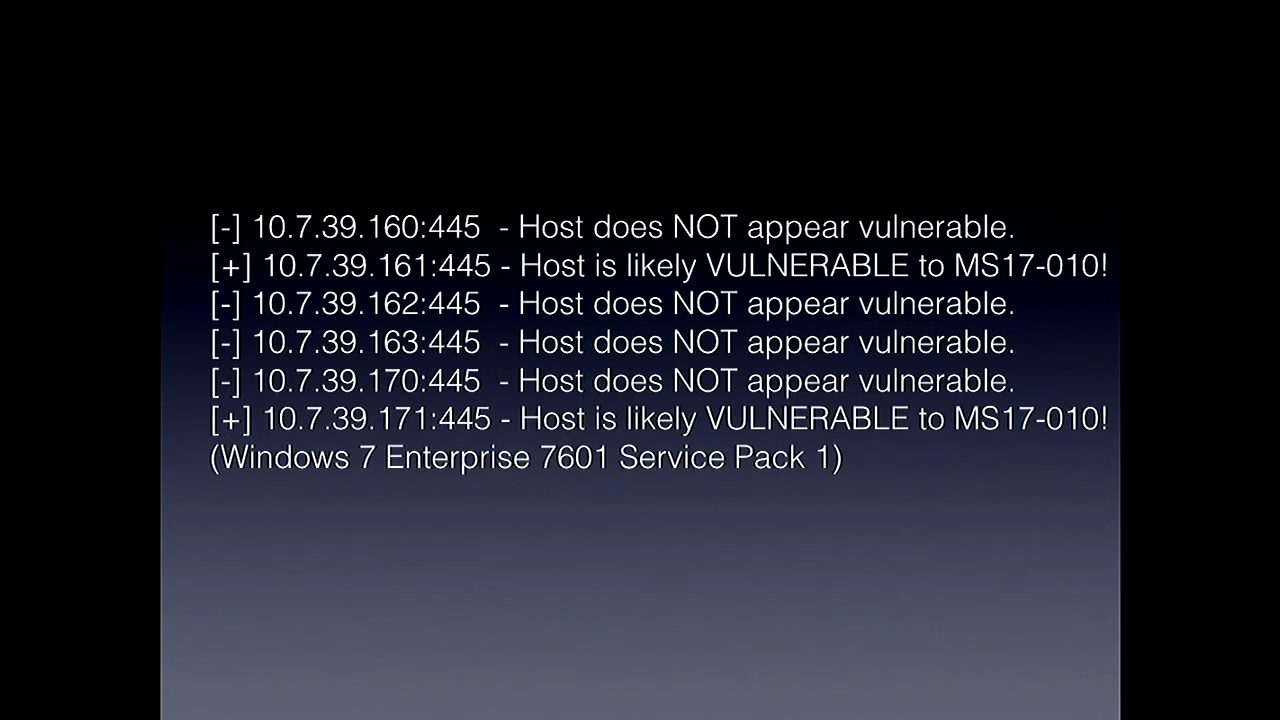 [-] 10.7.39.160:445  - Host does NOT appear vulnerable.
[+] 10.7.39.161:445 - Host is likely VULNERABLE to MS17-010!
[-] 10.7.39.162:445  - Host does NOT appear vulnerable.
[-] 10.7.39.163:445  - Host does NOT appear vulnerable.
[-] 10.7.39.170:445  - Host does NOT appear vulnerable.
[+] 10.7.39.171:445 - Host is likely VULNERABLE to MS17-010!
(Windows 7 Enterprise 7601 Service Pack 1)